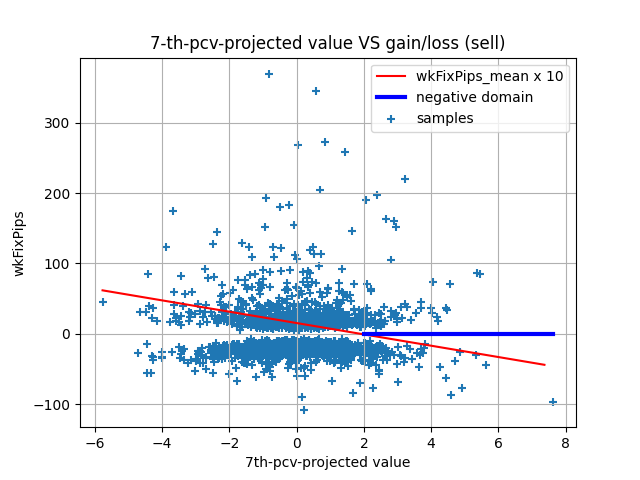 7-th-pcv-projected value VS gain/loss (sell)
wkFixPips_mean x 10
negative domain
samples
wkFixPips
300
200
100
0
−100
−6
−4
−2
0
2
4
6
8
7th-pcv-projected value